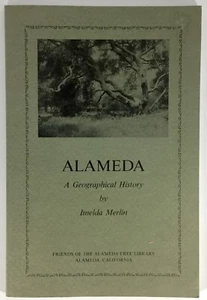 ALAMEDA
A Geographical History
by
Imelda Merlin
FRIENDS OF THE ALAMEDA FREE LIBRARY
ALAMEDA, CALIFORNIA